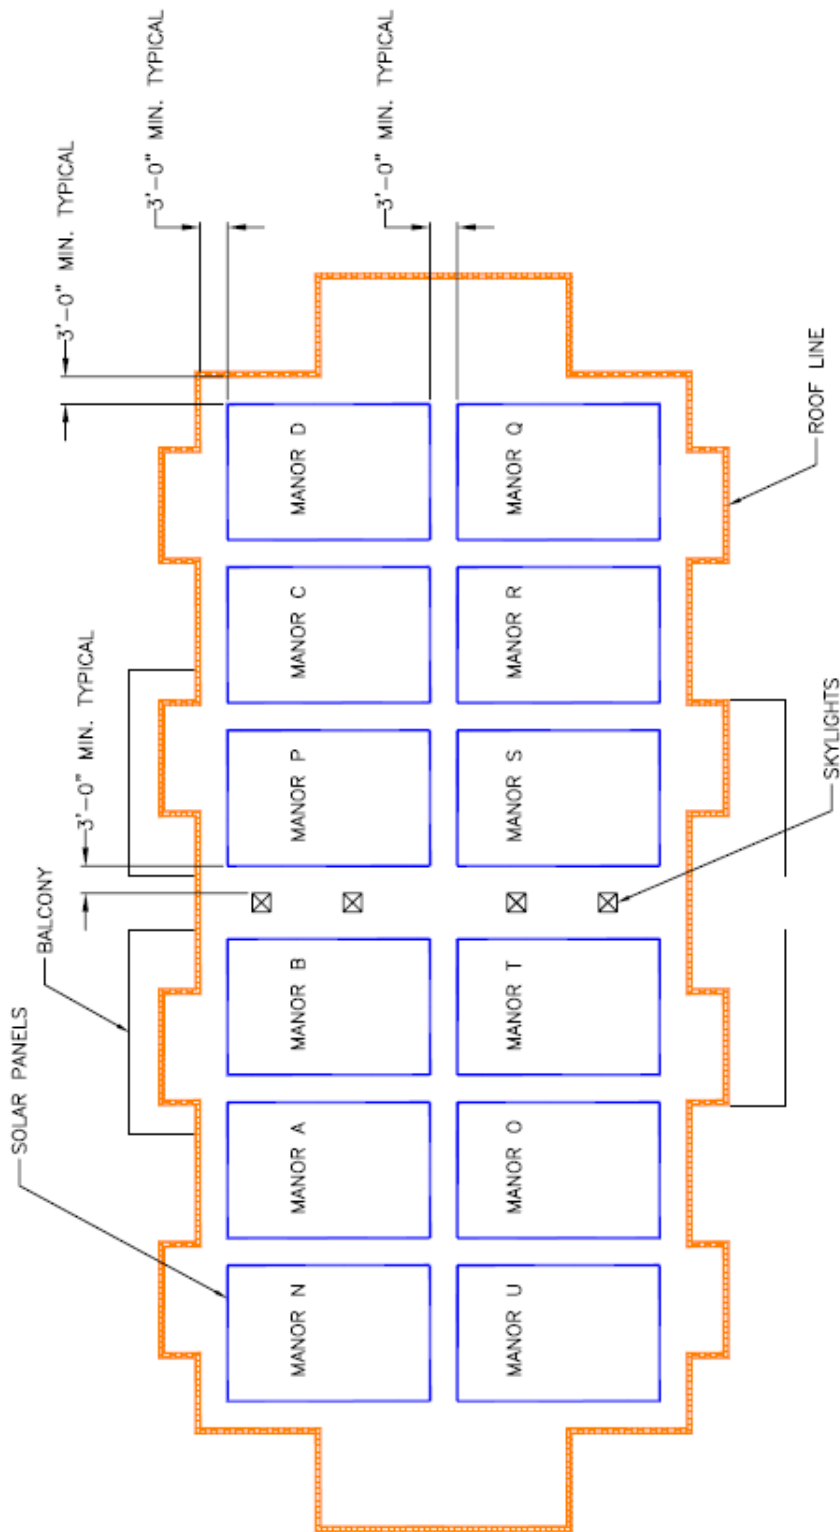 SOLAR PANELS
BALCONY
3'-0" MIN. TYPICAL
3'-0" MIN. TYPICAL
3'-0" MIN. TYPICAL
3'-0" MIN. TYPICAL
MANOR N
MANOR A
MANOR B
MANOR P
MANOR C
MANOR D
MANOR U
MANOR O
MANOR T
MANOR S
MANOR R
MANOR Q
SKYLIGHTS
ROOF LINE